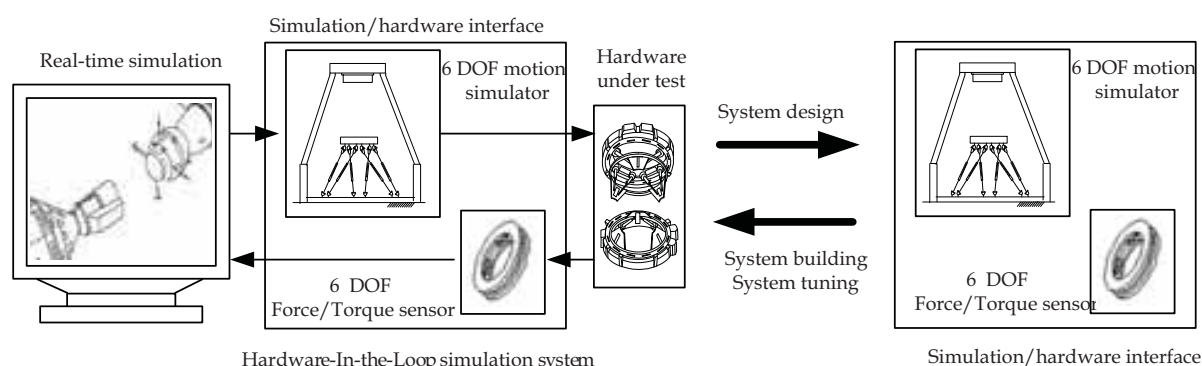 Simulation/hardware interface
Real-time simulation
6 DOF motion
simulator
Hardware
under test
6 DOF
Force/Torque sensor
Hardware-In-the-Loop simulation system
System design
System building
System tuning
6 DOF motion
simulator
6 DOF
Force/Torque sensor
Simulation/hardware interface